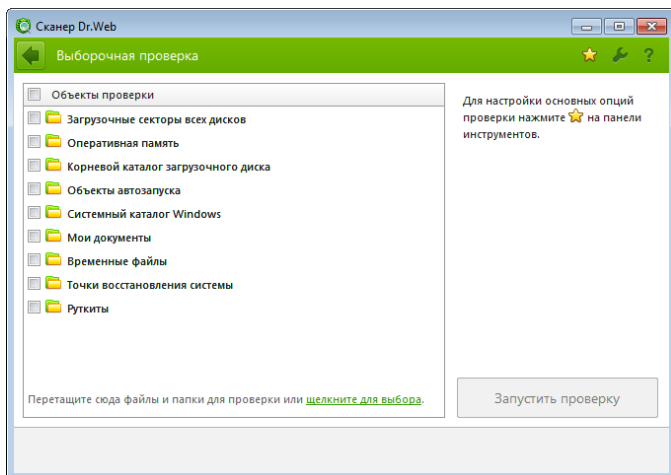 Сканер Dr.Web
Выборочная проверка
?
Объекты проверки
Загрузочные секторы всех дисков
Оперативная память
Корневой каталог загрузочного диска
Объекты автозапуска
Системный каталог Windows
Мои документы
Временные файлы
Точки восстановления системы
Руткиты
Перетащите сюда файлы и папки для проверки или щелкните для выбора.
Для настройки основных опций
проверки нажмите на панели
инструментов.
Запустить проверку